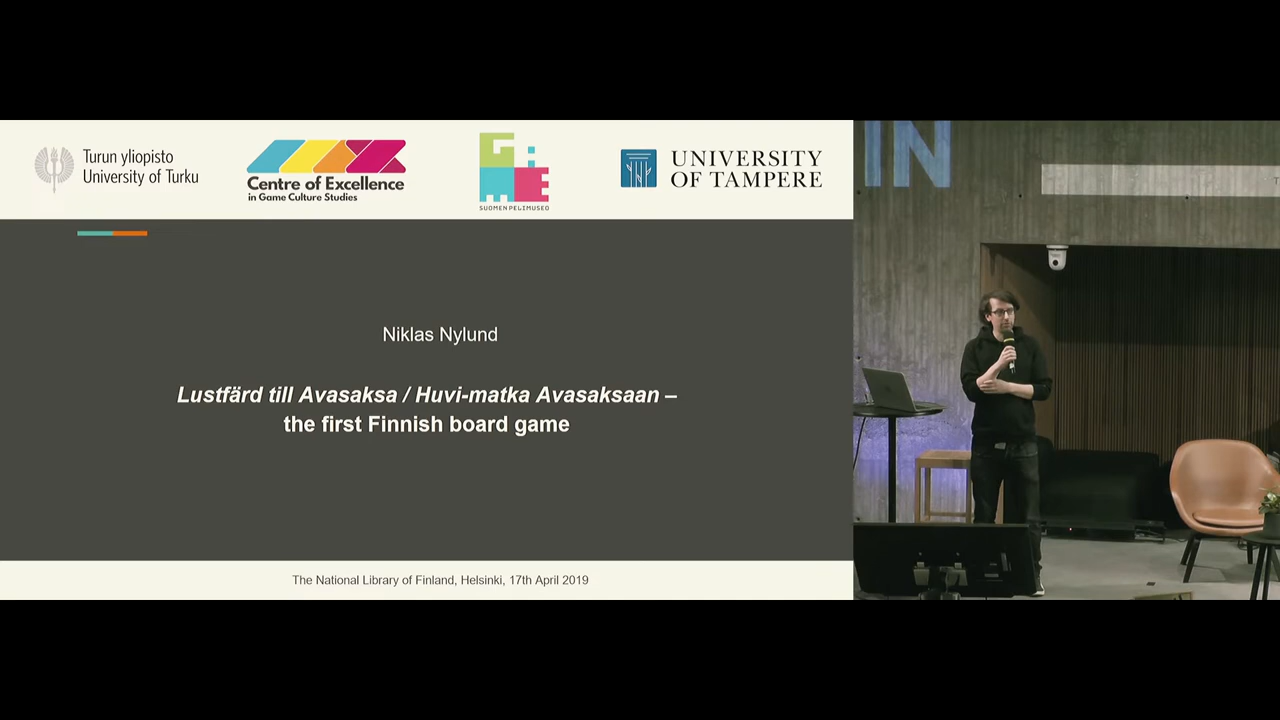 Turun yliopisto
University of Turku
Centre of Excellence
in Game Culture Studies
GAME
SUOMEN PELIMUSEO
UNIVERSITY
OF TAMPERE
Niklas Nylund
Lustfärd till Avasaksa / Huvi-matka Avasaksaan –
the first Finnish board game
The National Library of Finland, Helsinki, 17th April 2019
IN